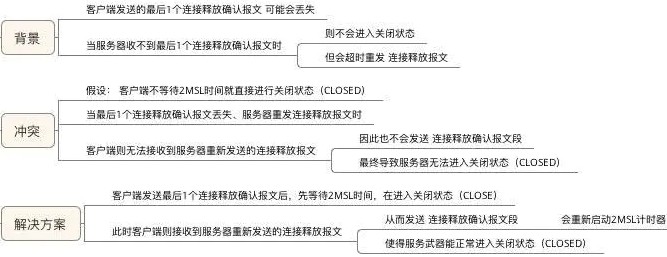 背景
客户端发送的最后1个连接释放确认报文 可能会丢失
当服务器收不到最后1个连接释放确认报文时
则不会进入关闭状态
但会超时重发 连接释放报文
冲突
假设： 客户端不等待2MSL时间就直接进行关闭状态（CLOSED）
当最后1个连接释放确认报文丢失、服务器重发连接释放报文时
客户端则无法接收到服务器重新发送的连接释放报文
因此也不会发送 连接释放确认报文段
最终导致服务器无法进入关闭状态（CLOSED）
解决方案
客户端发送最后1个连接释放确认报文后，先等待2MSL时间，在进入关闭状态（CLOSE）
此时客户端则接收到服务器重新发送的连接释放报文
从而发送 连接释放确认报文段
会重新启动2MSL计时器
使得服务武器能正常进入关闭状态（CLOSED）